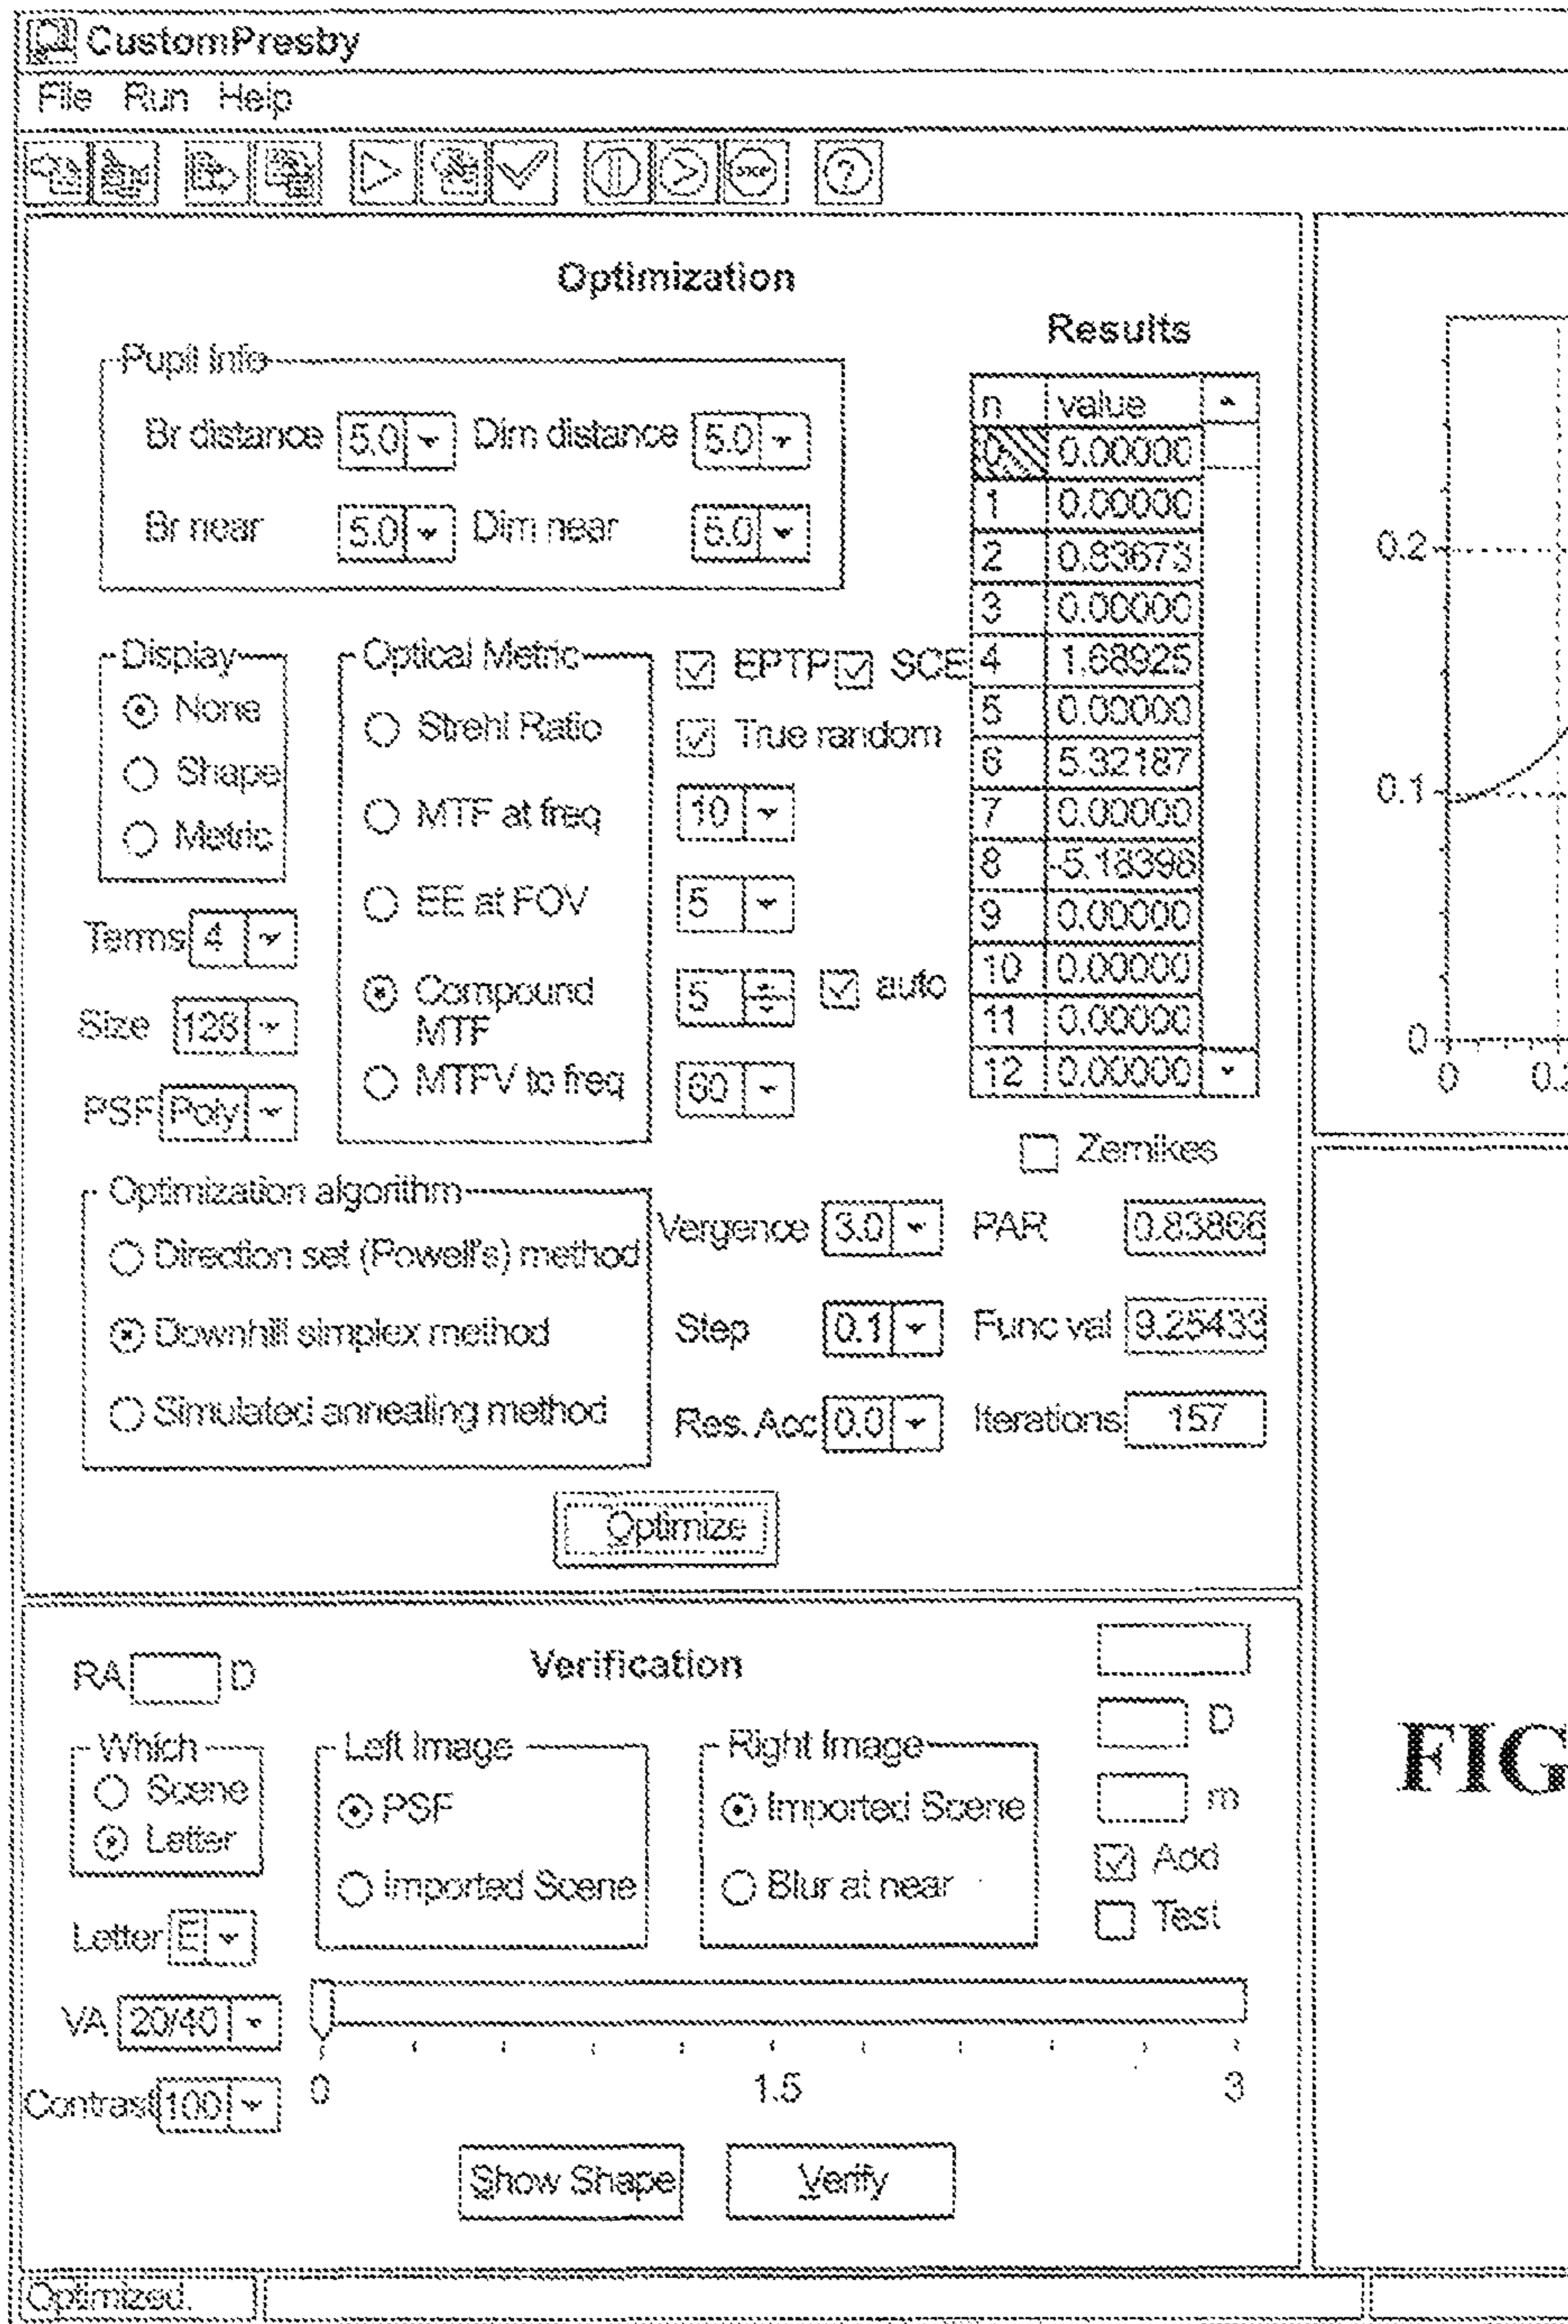 CustomPresby
File Run Help
Optimization
Pupil Info
Br distance 5.0 Dim distance 5.0
Br near 5.0 Dim near 5.0
Results
n value
0 0.00000
1 0.00000
2 0.83673
3 0.00000
4 1.68925
5 0.00000
6 5.32187
7 0.00000
8 -5.18398
9 0.00000
10 0.00000
11 0.00000
12 0.00000
Zernikes
Display
None
Shape
Metric
Terms 4
Size 128
PSF Poly
Optical Metric
Strehl Ratio
MTF at freq
EE at FOV
Compound
MTF
MTFV to freq
EPTP SCE
True random
10
5
5 auto
60
Optimization algorithm
Direction set (Powell's) method
Downhill simplex method
Simulated annealing method
Vergence 3.0 PAR 0.83866
Step 0.1 Func val 9.25433
Res. Acc 0.0 Iterations 157
Optimize
RA D
Verification
Which
Scene
Letter
Left Image
PSF
Imported Scene
Right Image
Imported Scene
Blur at near
D
m
Add
Test
Letter E
VA 20/40
Contrast 100
0 1.5 3
Show Shape Verify
Optimized.
0.2
0.1
0
0
FIG